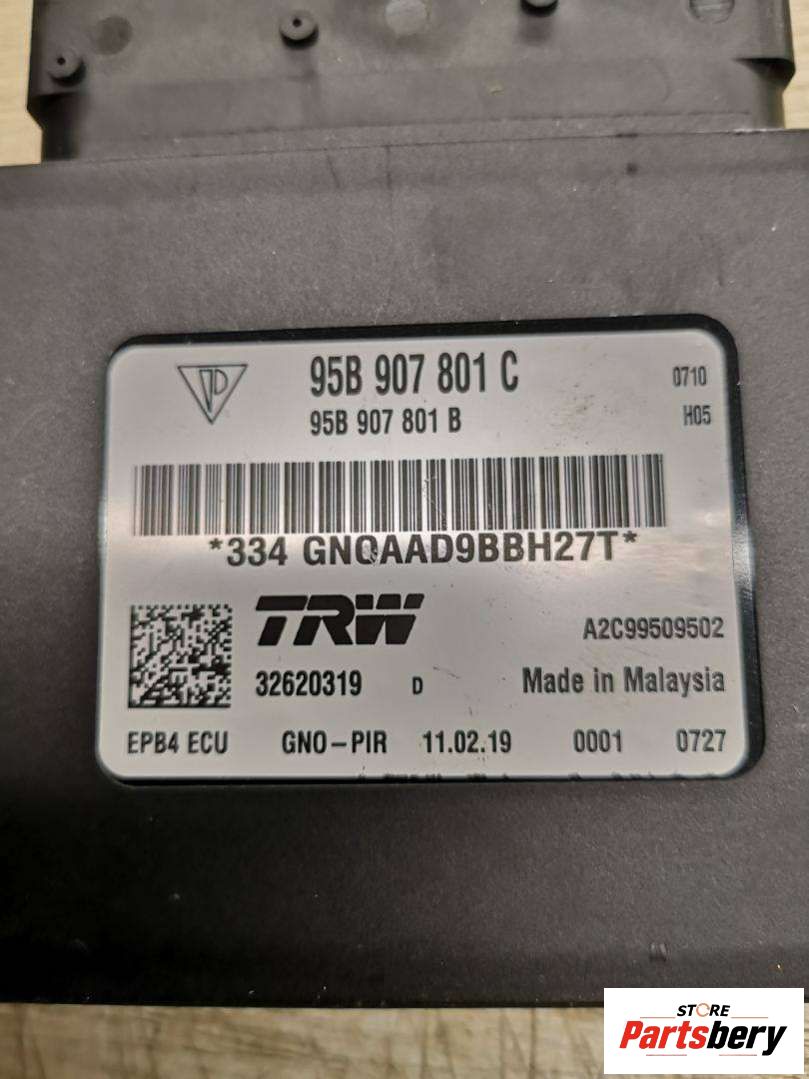 95B 907 801 C 0710
95B 907 801 B H05
*334 GNQAAD9BBH27T*
TRW A2C99509502
32620319 D Made in Malaysia
EPB4 ECU GNO-PIR 11.02.19 0001 0727
STORE
Partsbery